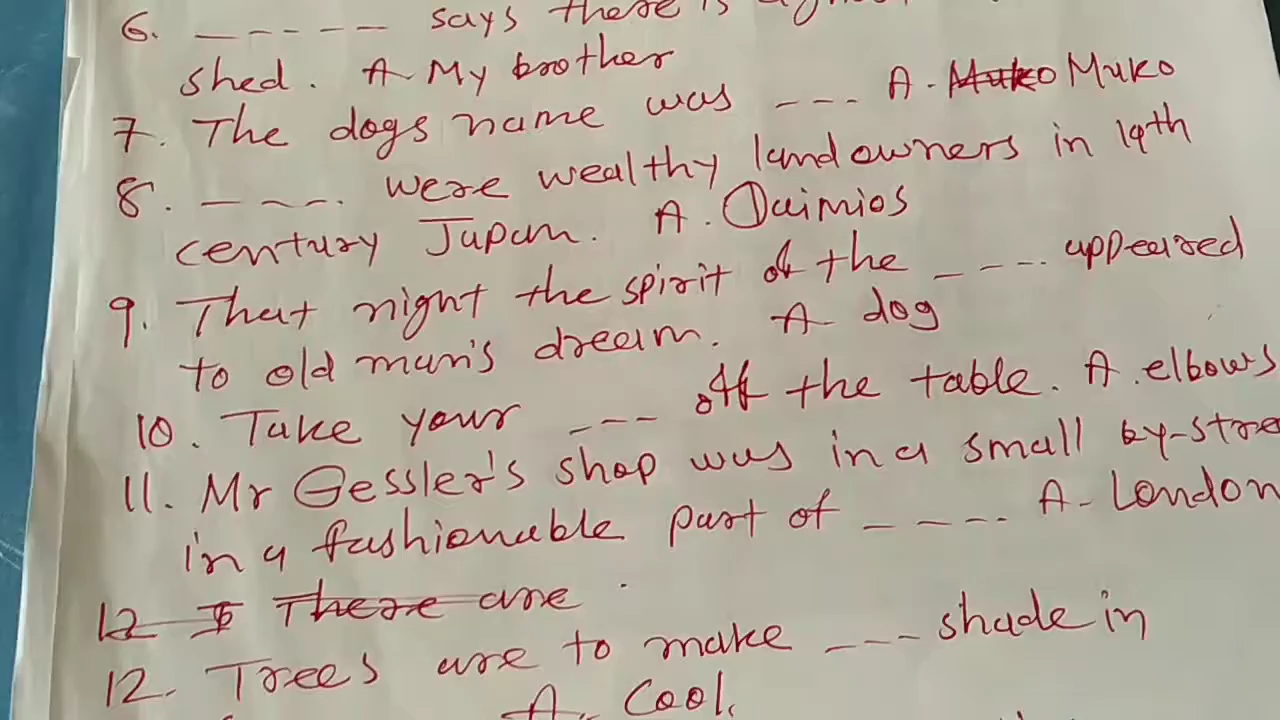 6. _ _ _ _ _ says there is
shed. A My brother
7. The dogs name was _ _ _. A. Muko Muko
8. _ _ _ _. were wealthy landowners in 19th
century Japan. A. Daimios
9. That night the spirit of the _ _ _ _. appeared
to old man's dream. A dog
10. Take your _ _ _ off the table. A. elbows
11. Mr Gessler's shop was in a small by-stree
in a fashionable part of _ _ _ _. A- London
12 I There are
12. Trees are to make _ _ _ shade in
A. Cool.